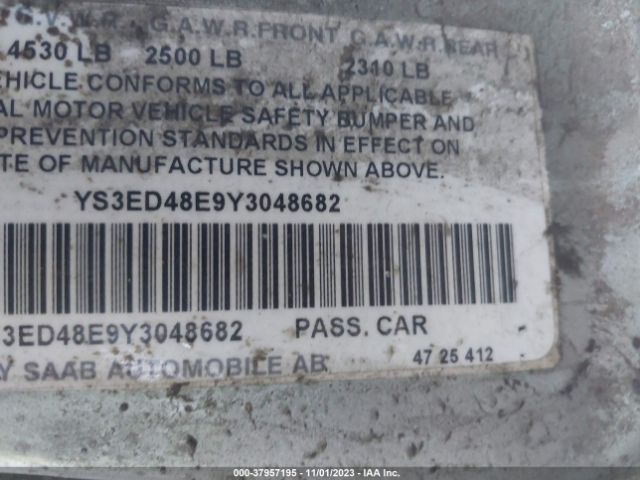 G.V.W.R. G.A.W.R.FRONT G.A.W.R.REAR
4530 LB 2500 LB 2310 LB
EHICLE CONFORMS TO ALL APPLICABLE
AL MOTOR VEHICLE SAFETY BUMPER AND
PREVENTION STANDARDS IN EFFECT ON
TE OF MANUFACTURE SHOWN ABOVE.
YS3ED48E9Y3048682
3ED48E9Y3048682 PASS. CAR
Y SAAB AUTOMOBILE AB 47 25 412
000-37957195 - 11/01/2023 - IAA Inc.